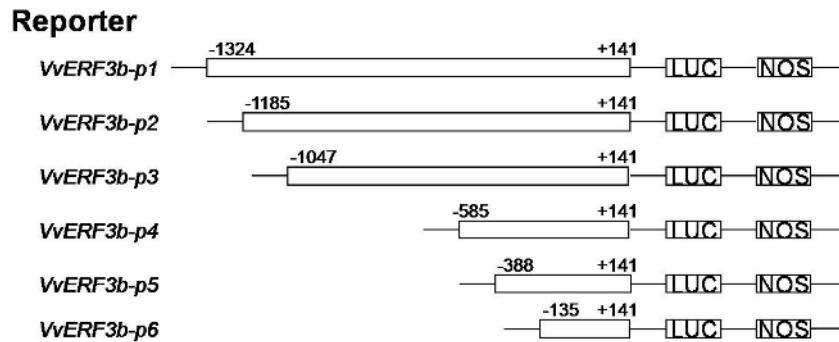 Reporter
-1324 +141
VvERF3b-p1 LUC NOS
-1185 +141
VvERF3b-p2 LUC NOS
-1047 +141
VvERF3b-p3 LUC NOS
-585 +141
VvERF3b-p4 LUC NOS
-388 +141
VvERF3b-p5 LUC NOS
-135 +141
VvERF3b-p6 LUC NOS